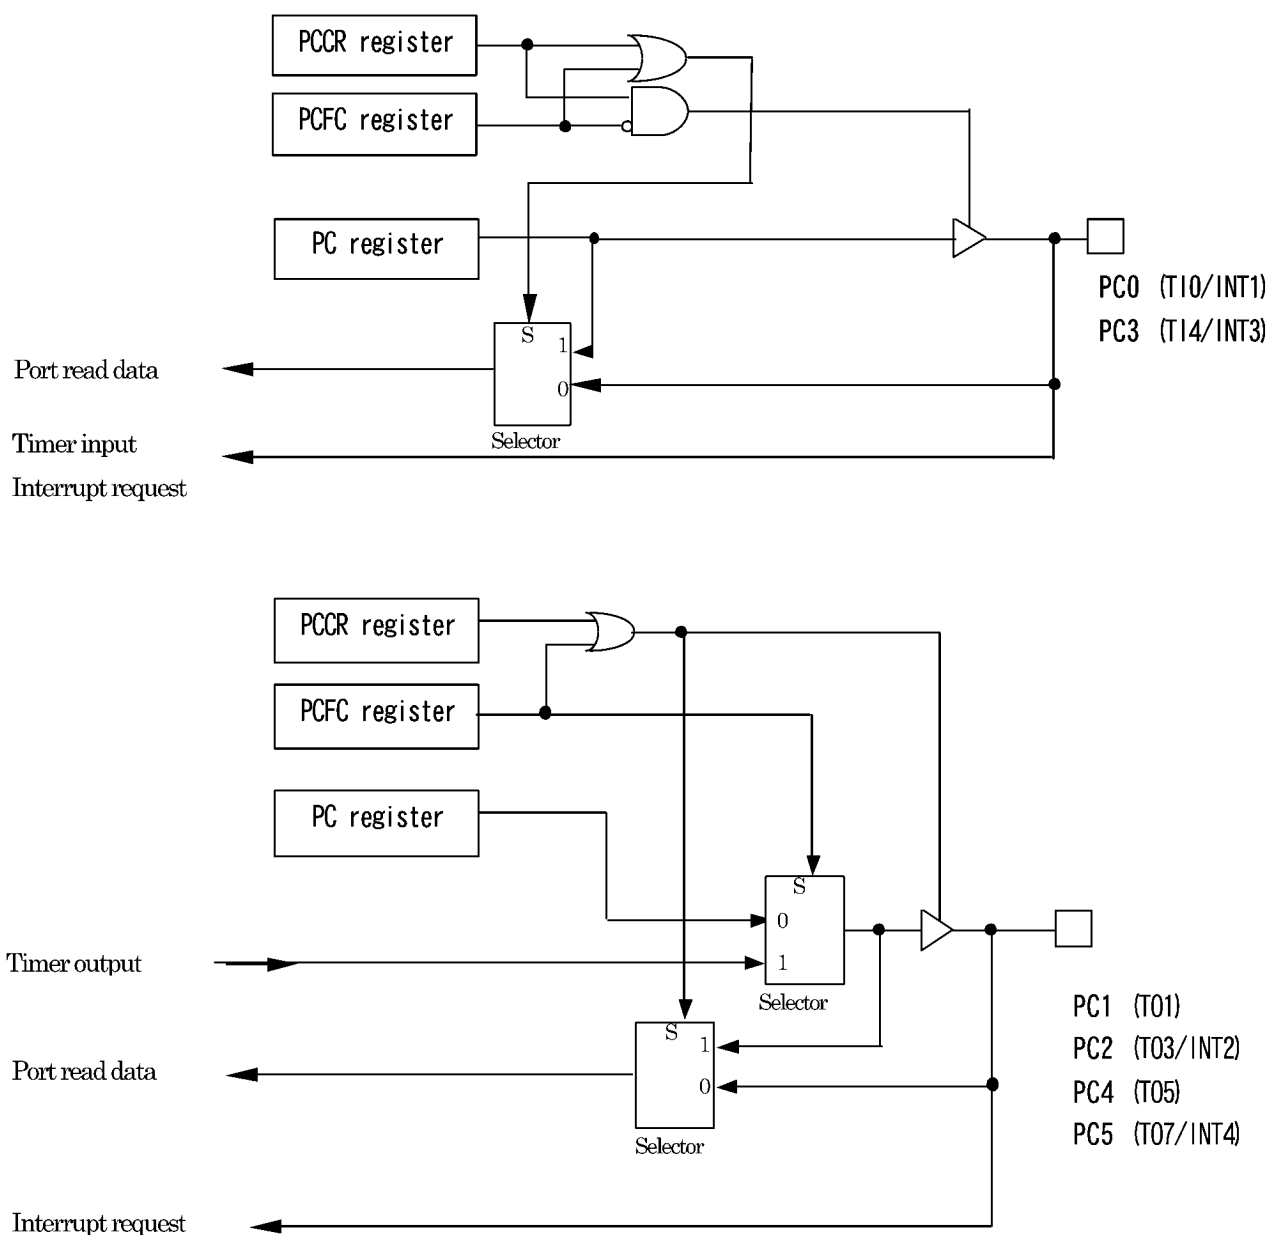 PCCR register
PCFC register
PC register
PC0 (TI0/INT1)
PC3 (TI4/INT3)
S
1
0
Selector
Port read data
Timer input
Interrupt request
PCCR register
PCFC register
PC register
S
0
1
Selector
Timer output
S
1
0
Selector
Port read data
PC1 (TO1)
PC2 (TO3/INT2)
PC4 (TO5)
PC5 (TO7/INT4)
Interrupt request